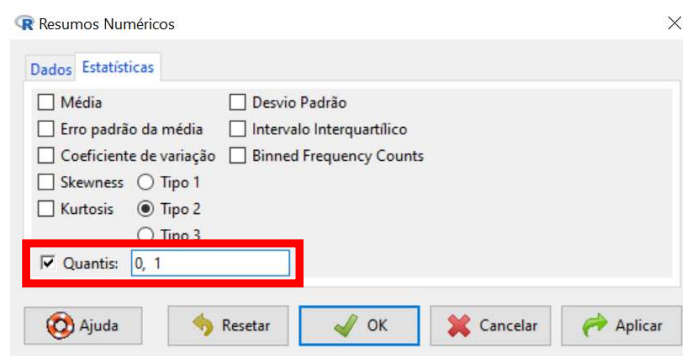 R Resumos Numéricos
Dados Estatísticas
Média Desvio Padrão
Erro padrão da média Intervalo Interquartílico
Coeficiente de variação Binned Frequency Counts
Skewness Tipo 1
Kurtosis Tipo 2
Tipo 3
Quantis: 0, 1
Ajuda Resetar OK Cancelar Aplicar